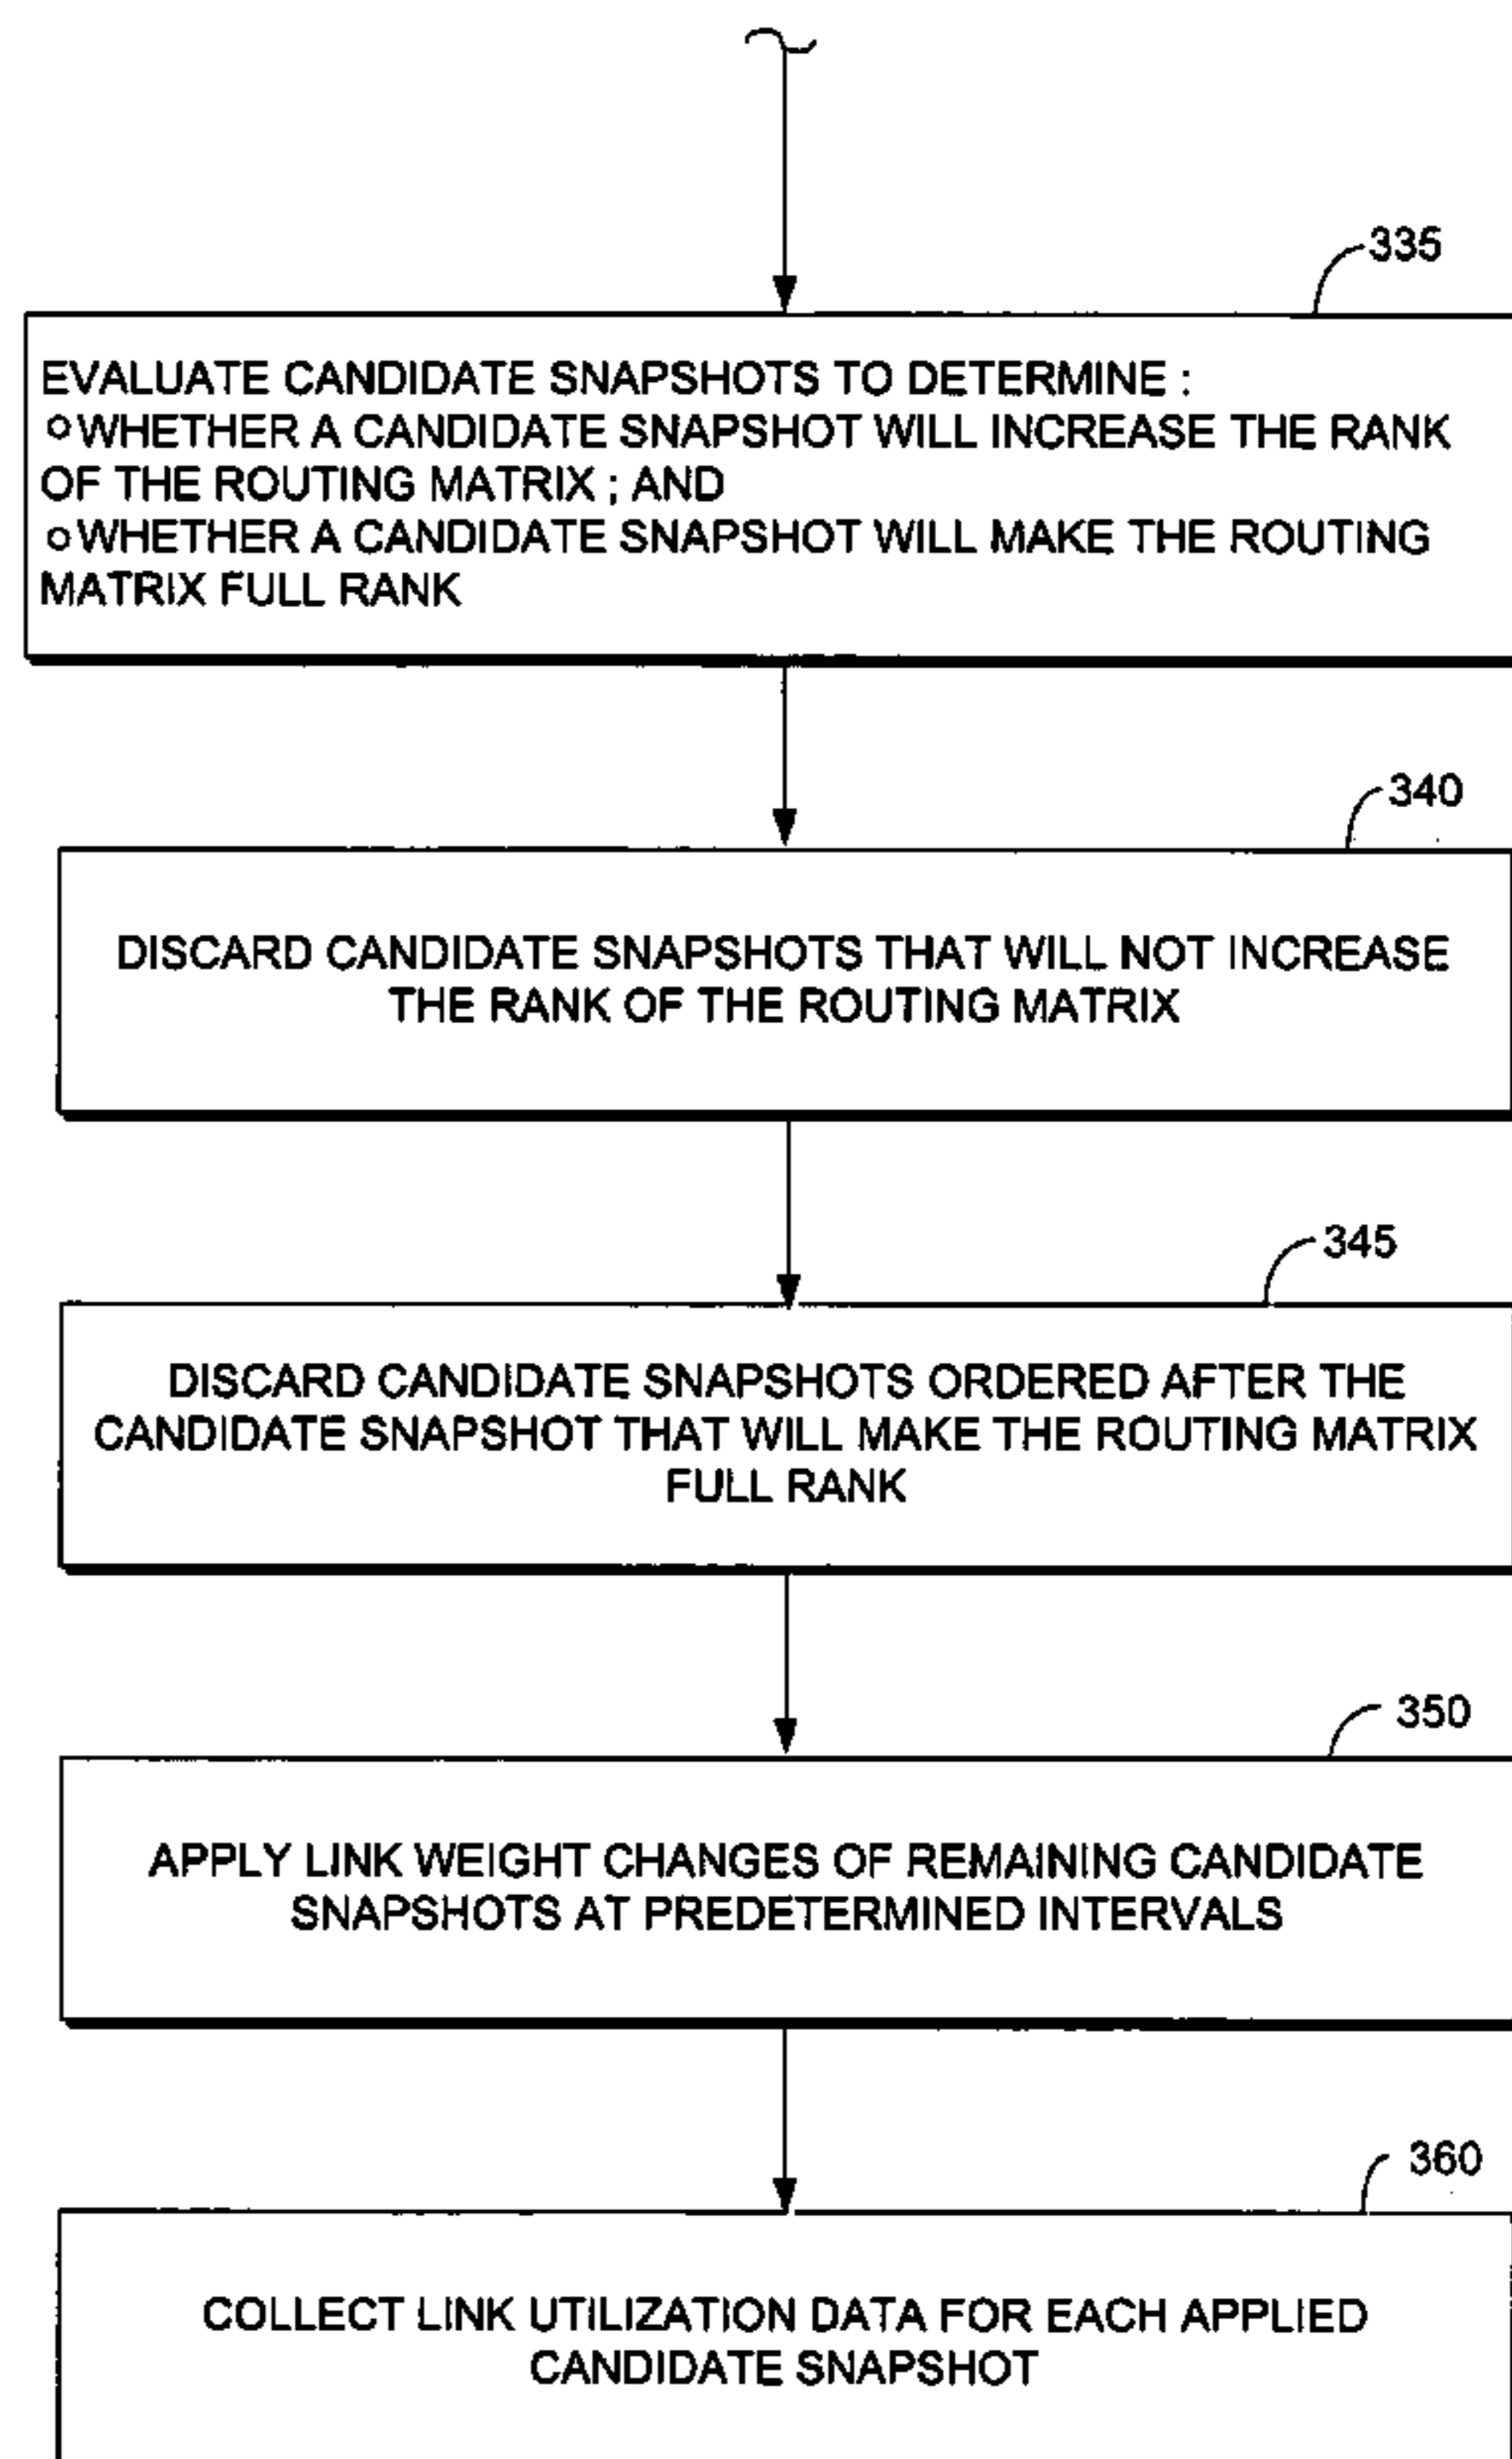 335
EVALUATE CANDIDATE SNAPSHOTS TO DETERMINE :
○ WHETHER A CANDIDATE SNAPSHOT WILL INCREASE THE RANK
OF THE ROUTING MATRIX ; AND
○ WHETHER A CANDIDATE SNAPSHOT WILL MAKE THE ROUTING
MATRIX FULL RANK
340
DISCARD CANDIDATE SNAPSHOTS THAT WILL NOT INCREASE
THE RANK OF THE ROUTING MATRIX
345
DISCARD CANDIDATE SNAPSHOTS ORDERED AFTER THE
CANDIDATE SNAPSHOT THAT WILL MAKE THE ROUTING MATRIX
FULL RANK
350
APPLY LINK WEIGHT CHANGES OF REMAINING CANDIDATE
SNAPSHOTS AT PREDETERMINED INTERVALS
360
COLLECT LINK UTILIZATION DATA FOR EACH APPLIED
CANDIDATE SNAPSHOT